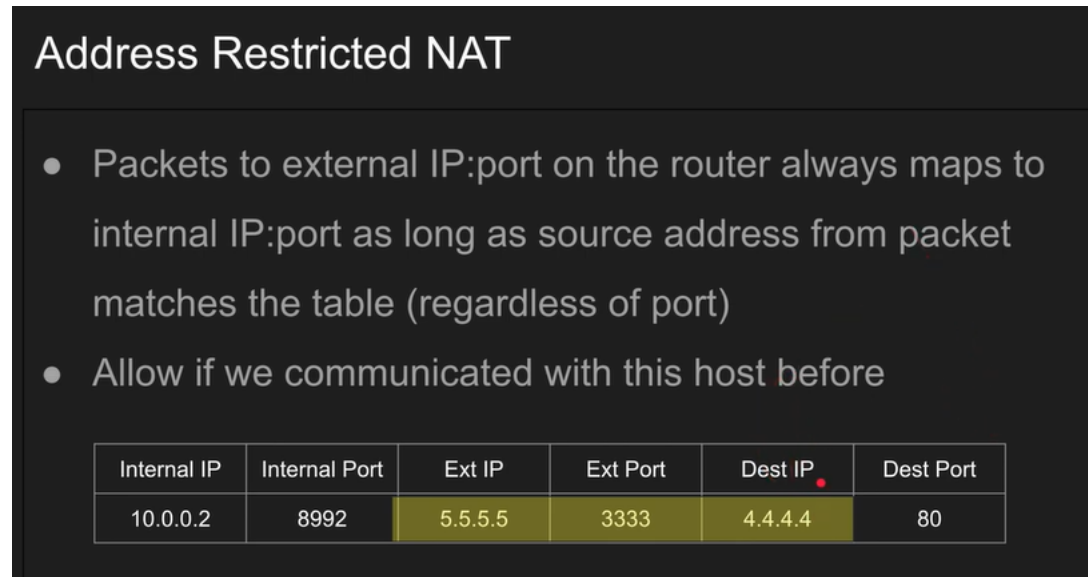 Address Restricted NAT
● Packets to external IP:port on the router always maps to
internal IP:port as long as source address from packet
matches the table (regardless of port)
● Allow if we communicated with this host before
Internal IP Internal Port Ext IP Ext Port Dest IP Dest Port
10.0.0.2 8992 5.5.5.5 3333 4.4.4.4 80